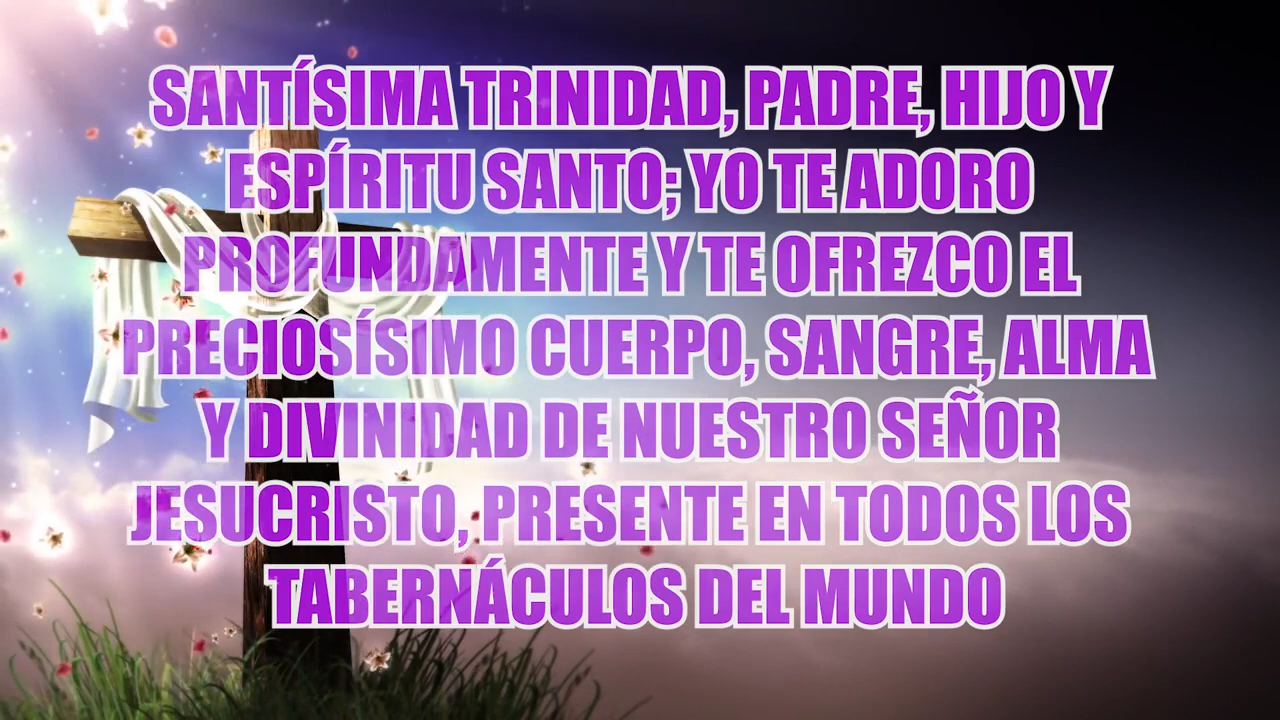 SANTÍSIMA TRINIDAD, PADRE, HIJO Y
ESPÍRITU SANTO; YO TE ADORO
PROFUNDAMENTE Y TE OFREZCO EL
PRECIOSÍSIMO CUERPO, SANGRE, ALMA
Y DIVINIDAD DE NUESTRO SEÑOR
JESUCRISTO, PRESENTE EN TODOS LOS
TABERNÁCULOS DEL MUNDO